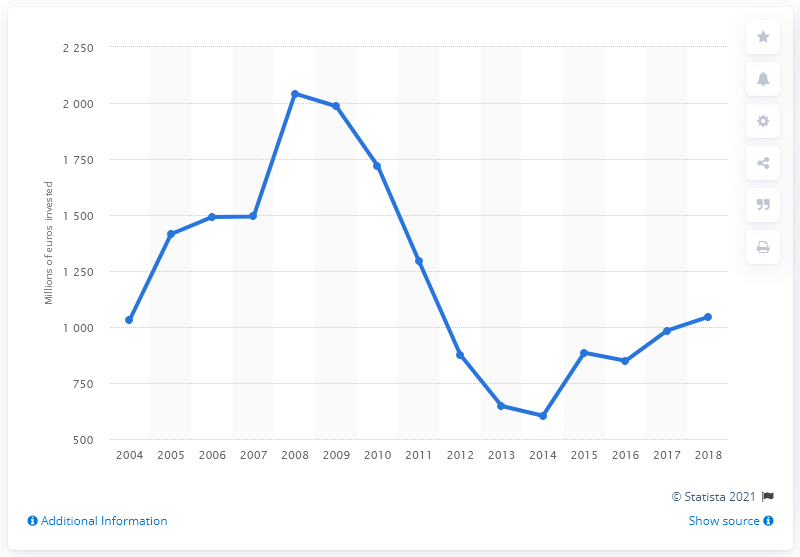 2 250
2 000
1 750
1 500
1 250
1 000
750
500
Millions of euros invested
2004 2005 2006 2007 2008 2009 2010 2011 2012 2013 2014 2015 2016 2017 2018
© Statista 2021
Additional Information
Show source